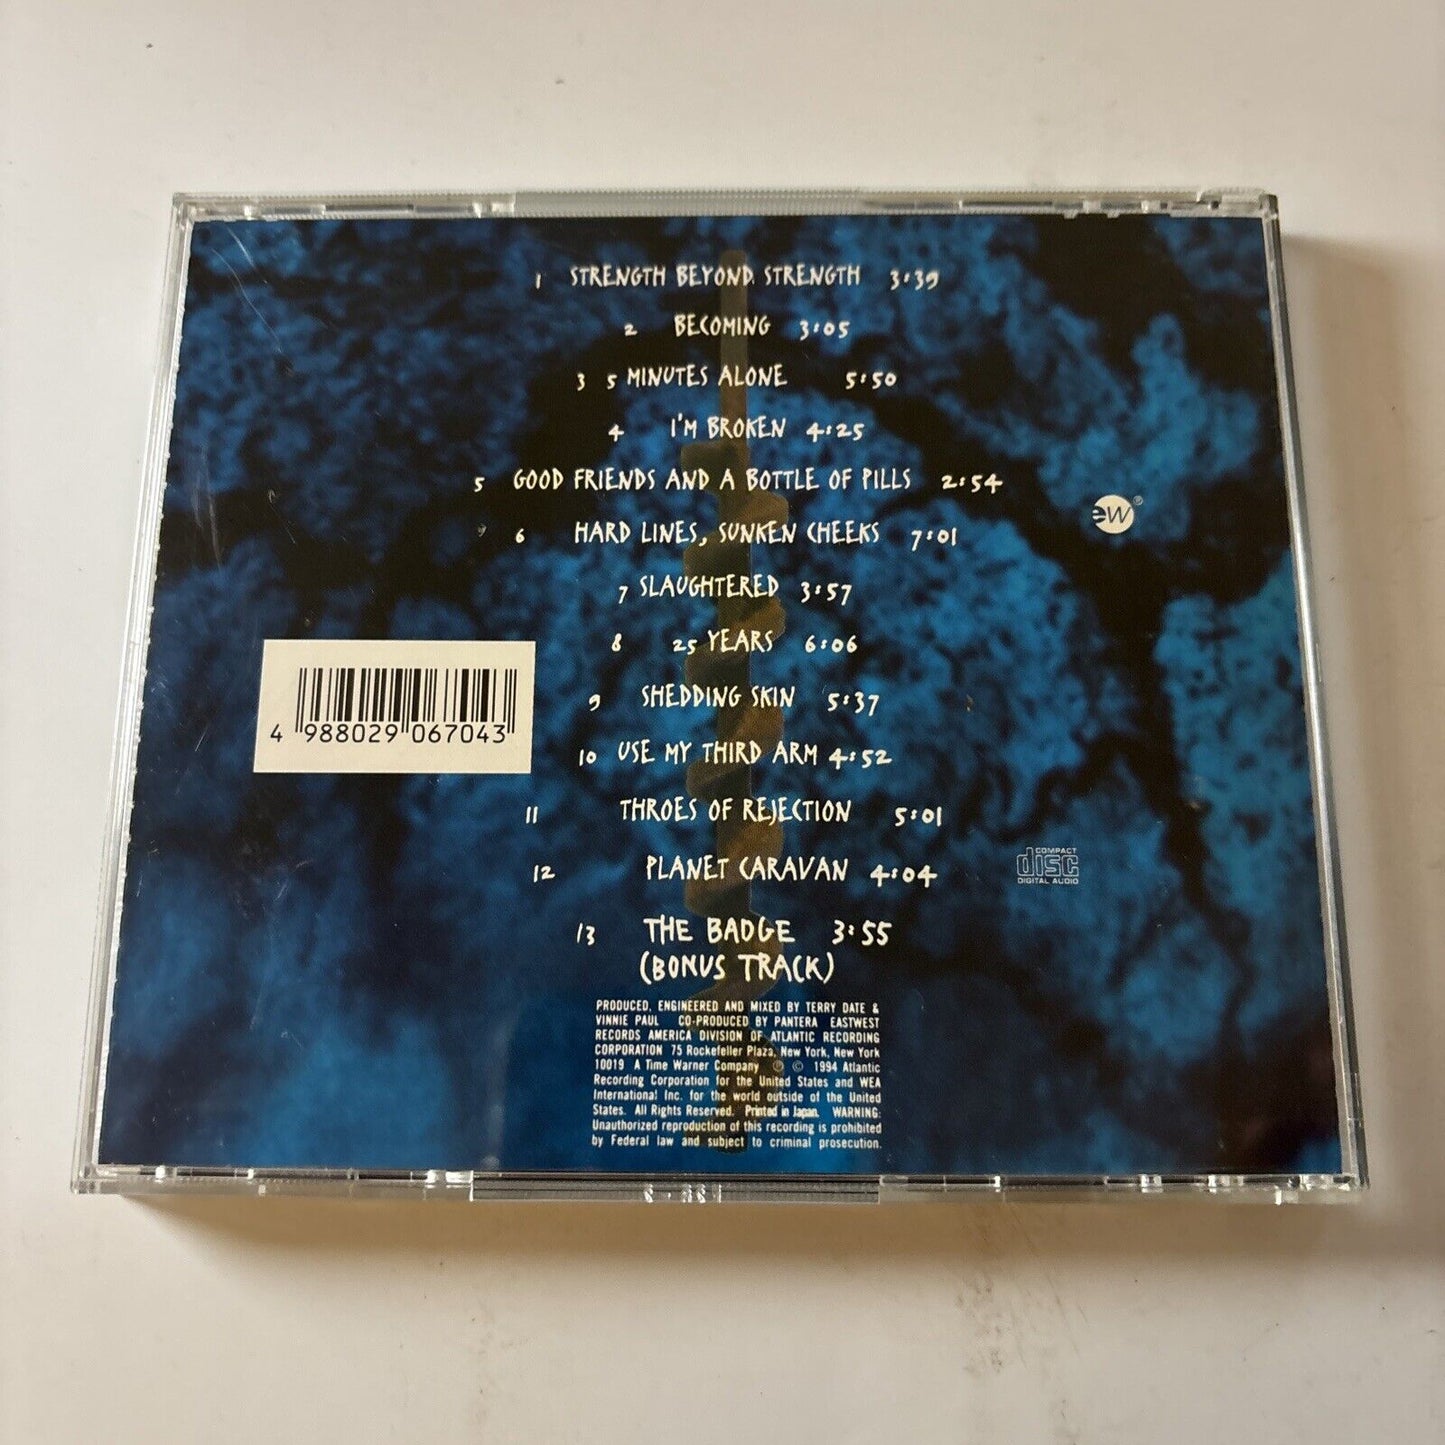 1 STRENGTH BEYOND STRENGTH 3:39
2 BECOMING 3:05
3 5 MINUTES ALONE 5:50
4 I'M BROKEN 4:25
5 GOOD FRIENDS AND A BOTTLE OF PILLS 2:54
eW®
6 HARD LINES, SUNKEN CHEEKS 7:01
7 SLAUGHTERED 3:57
8 25 YEARS 6:06
9 SHEDDING SKIN 5:37
4 988029 067043
10 USE MY THIRD ARM 4:52
11 THROES OF REJECTION 5:01
12 PLANET CARAVAN 4:04
COMPACT
disc
DIGITAL AUDIO
13 THE BADGE 3:55
(BONUS TRACK)
PRODUCED, ENGINEERED AND MIXED BY TERRY DATE &
VINNIE PAUL CO-PRODUCED BY PANTERA EASTWEST
RECORDS AMERICA DIVISION OF ATLANTIC RECORDING
CORPORATION 75 Rockefeller Plaza, New York, New York
10019 A Time Warner Company ℗ © 1994 Atlantic
Recording Corporation for the United States and WEA
International Inc. for the world outside of the United
States. All Rights Reserved. Printed in Japan. WARNING:
Unauthorized reproduction of this recording is prohibited
by Federal law and subject to criminal prosecution.